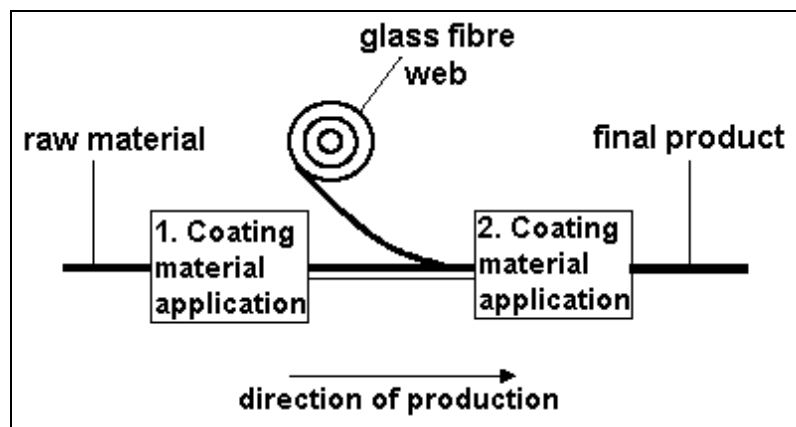 glass fibre
web
raw material
final product
1. Coating
material
application
2. Coating
material
application
direction of production